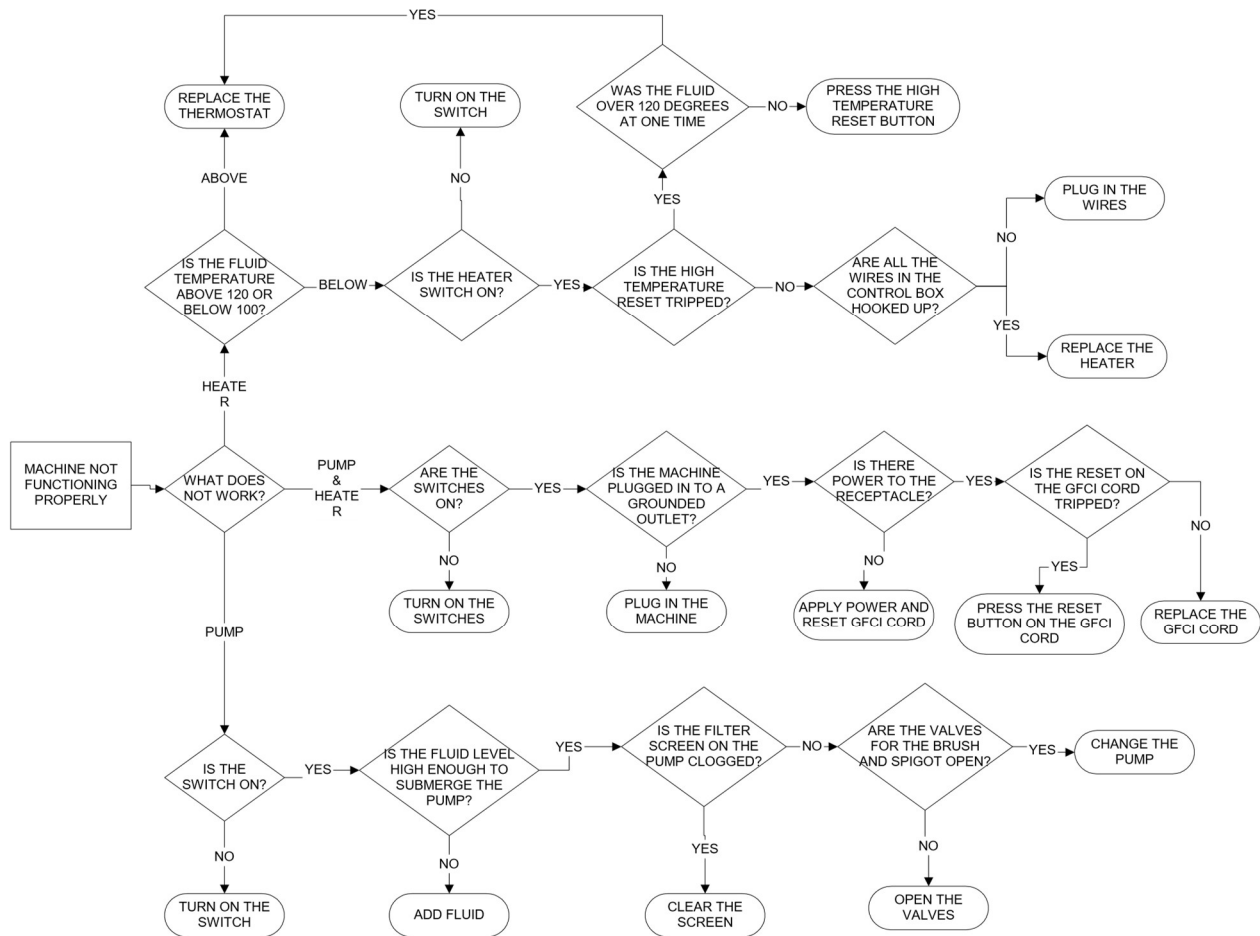 YES
REPLACE THE
THERMOSTAT
TURN ON THE
SWITCH
WAS THE FLUID
OVER 120 DEGREES
AT ONE TIME
NO
PRESS THE HIGH
TEMPERATURE
RESET BUTTON
ABOVE
NO
YES
PLUG IN THE
WIRES
IS THE FLUID
TEMPERATURE
ABOVE 120 OR
BELOW 100?
BELOW
IS THE HEATER
SWITCH ON?
YES
IS THE HIGH
TEMPERATURE
RESET TRIPPED?
NO
ARE ALL THE
WIRES IN THE
CONTROL BOX
HOOKED UP?
NO
YES
REPLACE THE
HEATER
HEATE
R
MACHINE NOT
FUNCTIONING
PROPERLY
WHAT DOES
NOT WORK?
PUMP
&
HEATE
R
ARE THE
SWITCHES
ON?
YES
IS THE MACHINE
PLUGGED IN TO A
GROUNDED
OUTLET?
YES
IS THERE
POWER TO THE
RECEPTACLE?
YES
IS THE RESET ON
THE GFCI CORD
TRIPPED?
NO
NO
NO
YES
NO
TURN ON THE
SWITCHES
PLUG IN THE
MACHINE
APPLY POWER AND
RESET GFCI CORD
PRESS THE RESET
BUTTON ON THE GFCI
CORD
REPLACE THE
GFCI CORD
PUMP
IS THE
SWITCH ON?
YES
IS THE FLUID LEVEL
HIGH ENOUGH TO
SUBMERGE THE
PUMP?
YES
IS THE FILTER
SCREEN ON THE
PUMP CLOGGED?
NO
ARE THE VALVES
FOR THE BRUSH
AND SPIGOT OPEN?
YES
CHANGE THE
PUMP
NO
NO
YES
NO
TURN ON THE
SWITCH
ADD FLUID
CLEAR THE
SCREEN
OPEN THE
VALVES